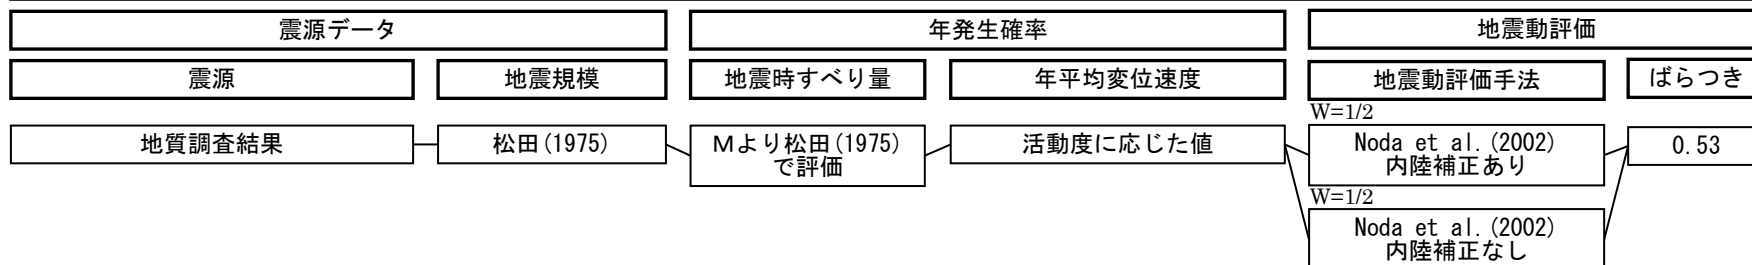 震源データ
年発生確率
地震動評価
震源
地震規模
地震時すべり量
年平均変位速度
地震動評価手法
ばらつき
地質調査結果
松田(1975)
Mより松田(1975)
で評価
活動度に応じた値
W=1/2
Noda et al.(2002)
内陸補正あり
0.53
W=1/2
Noda et al.(2002)
内陸補正なし